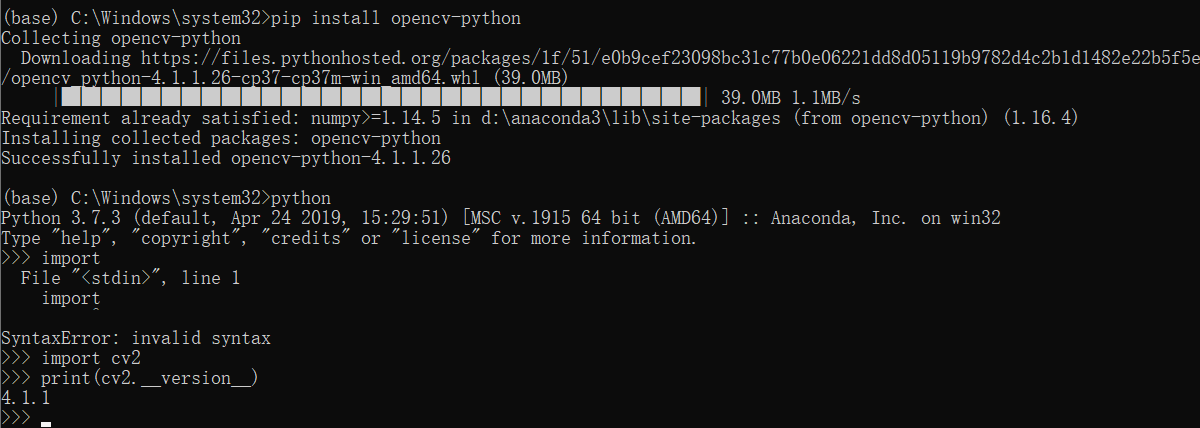 (base) C:\Windows\system32>pip install opencv-python
Collecting opencv-python
  Downloading https://files.pythonhosted.org/packages/1f/51/e0b9cef23098bc31c77b0e06221dd8d05119b9782d4c2b1d1482e22b5f5e
/opencv_python-4.1.1.26-cp37-cp37m-win_amd64.whl (39.0MB)
39.0MB 1.1MB/s
Requirement already satisfied: numpy>=1.14.5 in d:\anaconda3\lib\site-packages (from opencv-python) (1.16.4)
Installing collected packages: opencv-python
Successfully installed opencv-python-4.1.1.26
(base) C:\Windows\system32>python
Python 3.7.3 (default, Apr 24 2019, 15:29:51) [MSC v.1915 64 bit (AMD64)] :: Anaconda, Inc. on win32
Type "help", "copyright", "credits" or "license" for more information.
>>> import
  File "<stdin>", line 1
    import
         ^
SyntaxError: invalid syntax
>>> import cv2
>>> print(cv2.__version__)
4.1.1
>>>